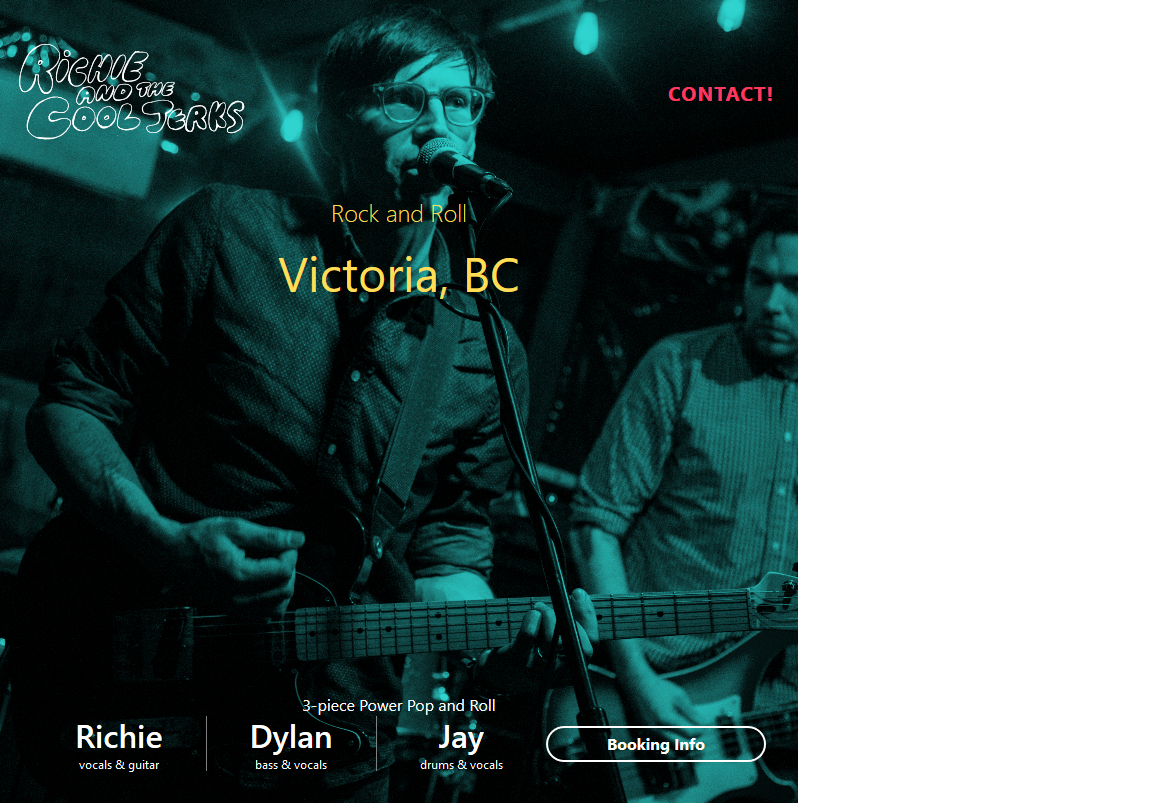 RiCHiE
AND THE
COOL JERKS
CONTACT!
Rock and Roll
Victoria, BC
3-piece Power Pop and Roll
Richie
vocals & guitar
Dylan
bass & vocals
Jay
drums & vocals
Booking Info